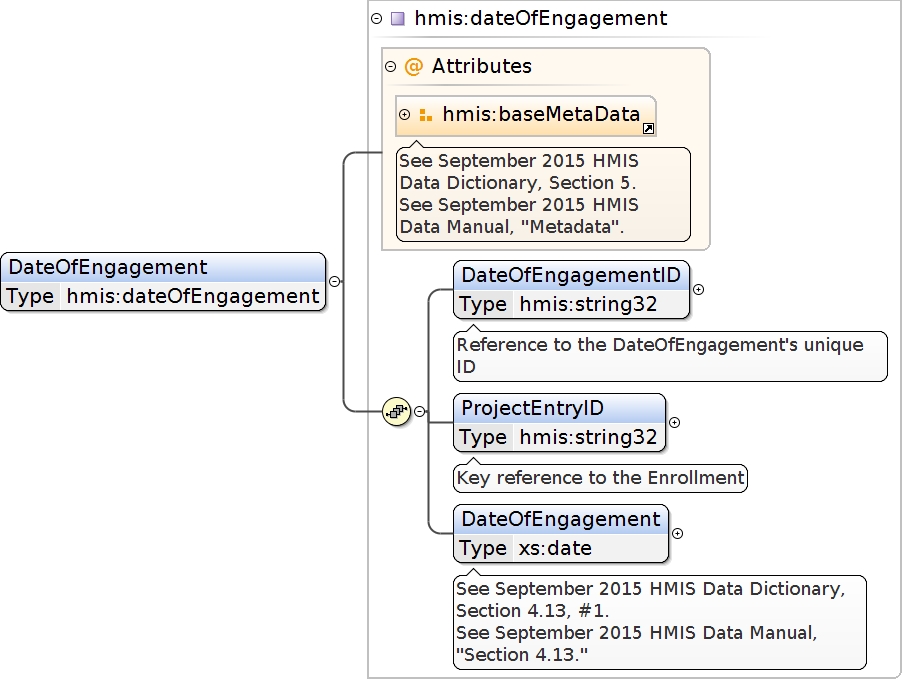 hmis:dateOfEngagement
@ Attributes
hmis:baseMetaData
See September 2015 HMIS
Data Dictionary, Section 5.
See September 2015 HMIS
Data Manual, "Metadata".
DateOfEngagement
Type hmis:dateOfEngagement
DateOfEngagementID
Type hmis:string32
Reference to the DateOfEngagement's unique
ID
ProjectEntryID
Type hmis:string32
Key reference to the Enrollment
DateOfEngagement
Type xs:date
See September 2015 HMIS Data Dictionary,
Section 4.13, #1.
See September 2015 HMIS Data Manual,
"Section 4.13."